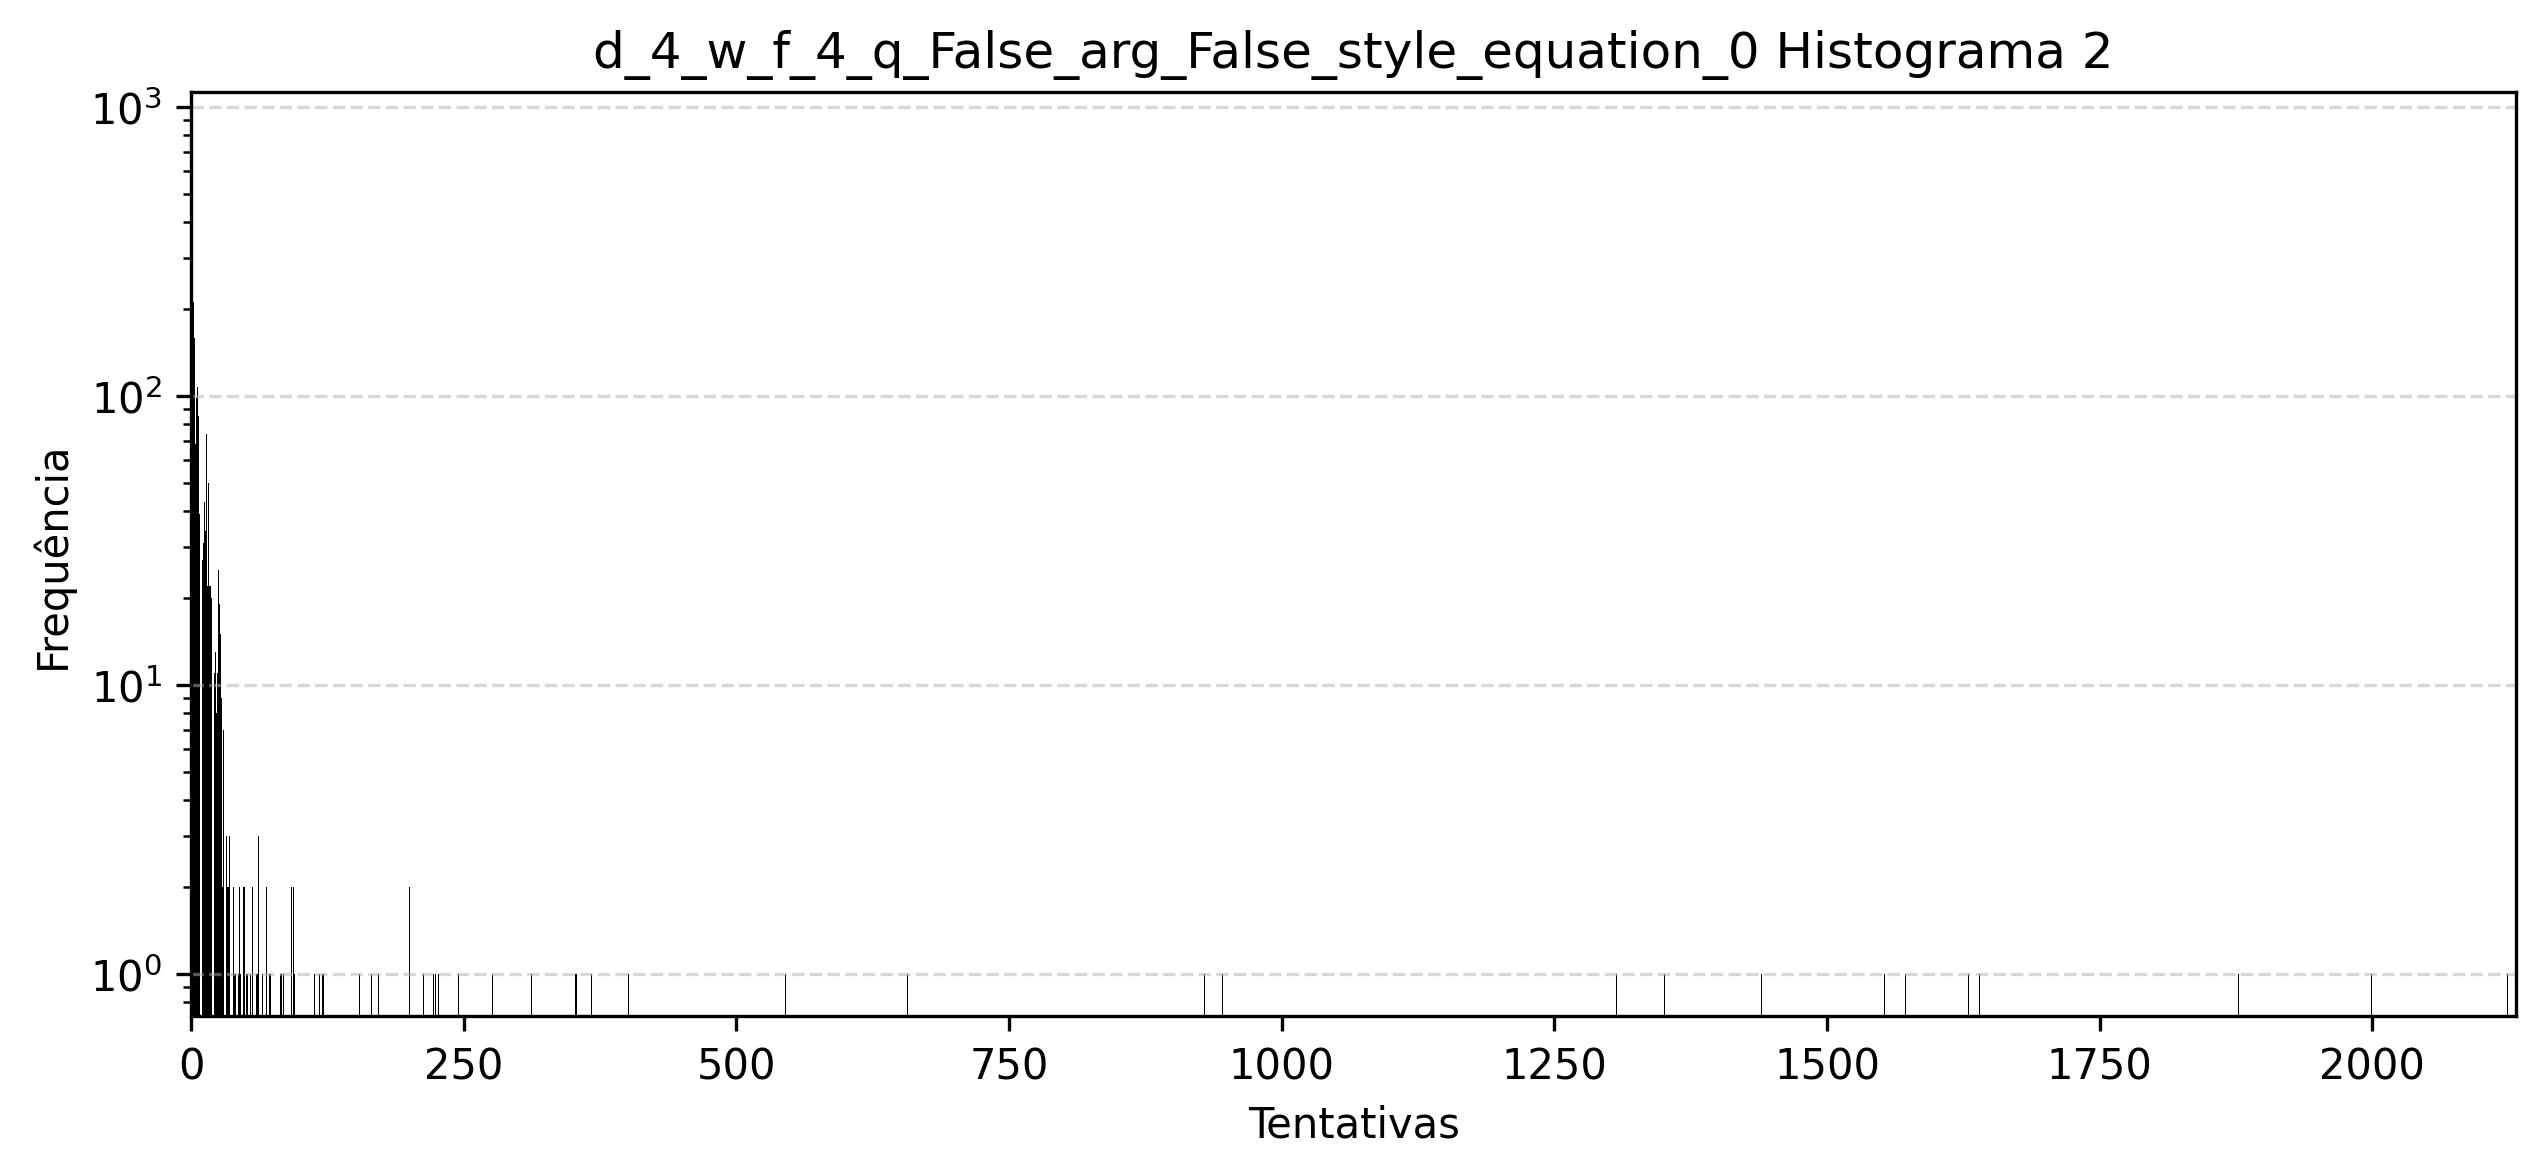 d_4_w_f_4_q_False_arg_False_style_equation_0 Histograma 2
Frequência
10³
10²
10¹
10⁰
0 250 500 750 1000 1250 1500 1750 2000
Tentativas